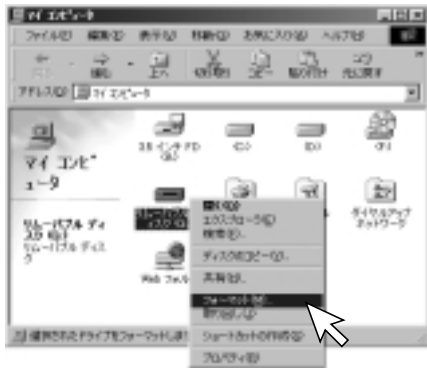 マイ コンピュータ
ファイル(F) 編集(E) 表示(V) 移動(G) お気に入り(A) ヘルプ(H)
戻る 進む 上へ 切り取り コピー 貼り付け 元に戻す
アドレス(D) マイ コンピュータ
マイ コンピ
ュータ
リムーバブル ディ
スク (E:)
リムーバブル ディス
ク
3.5 インチ FD
(C:)
(D:)
ダイヤルアップ
ネットワーク
開く(O)
エクスプローラ(X)
検索(F)...
ディスクのコピー(Y)...
共有(H)...
フォーマット(M)...
取り出し(J)
ショートカットの作成(S)
プロパティ(R)
選択されたドライブをフォーマットしま